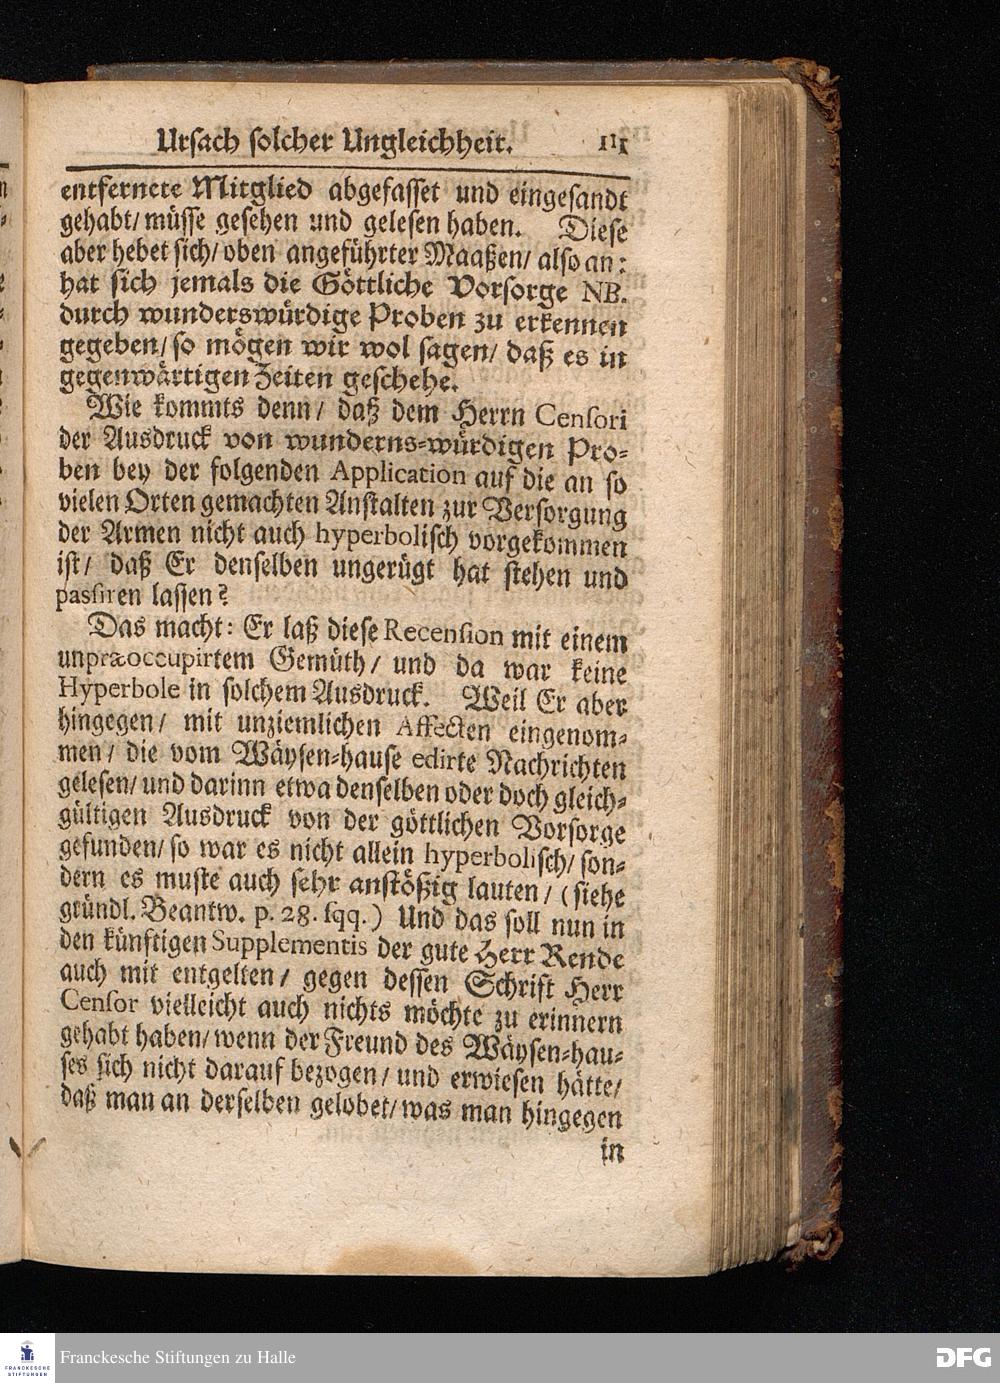 Ursach solcher Ungleichheit. 111
entfernete Mitglied abgefasset und eingesandt
gehabt/ müsse gesehen und gelesen haben. Diese
aber hebet sich/ oben angeführter Maaßen/ also an:
hat sich jemals die Göttliche Vorsorge NB.
durch wunderswürdige Proben zu erkennen
gegeben/ so mögen wir wol sagen/ daß es in
gegenwärtigen Zeiten geschehe.
Wie kommts denn/ daß dem Herrn Censori
der Ausdruck von wunderns-würdigen Pro-
ben bey der folgenden Application auf die an so
vielen Orten gemachten Anstalten zur Versorgung
der Armen nicht auch hyperbolisch vorgekommen
ist/ daß Er denselben ungerügt hat stehen und
passiren lassen?
Das macht: Er laß diese Recension mit einem
unpræoccupirtem Gemüth/ und da war keine
Hyperbole in solchem Ausdruck. Weil Er aber
hingegen/ mit unziemlichen Affecten eingenom-
men/ die vom Wäysen-hause edirte Nachrichten
gelesen/ und darinn etwa denselben oder doch gleich-
gültigen Ausdruck von der göttlichen Vorsorge
gefunden/ so war es nicht allein hyperbolisch/ son-
dern es muste auch sehr anstößig lauten/ (siehe
gründl. Beantw. p. 28. sqq.) Und das soll nun in
den künftigen Supplementis der gute Herr Rende
auch mit entgelten/ gegen dessen Schrift Herr
Censor vielleicht auch nichts möchte zu erinnern
gehabt haben/ wenn der Freund des Wäysen-hau-
ses sich nicht darauf bezogen/ und erwiesen hätte/
daß man an derselben gelobet/ was man hingegen
in
FRANCKESCHE
STIFTUNGEN
Franckesche Stiftungen zu Halle
DFG